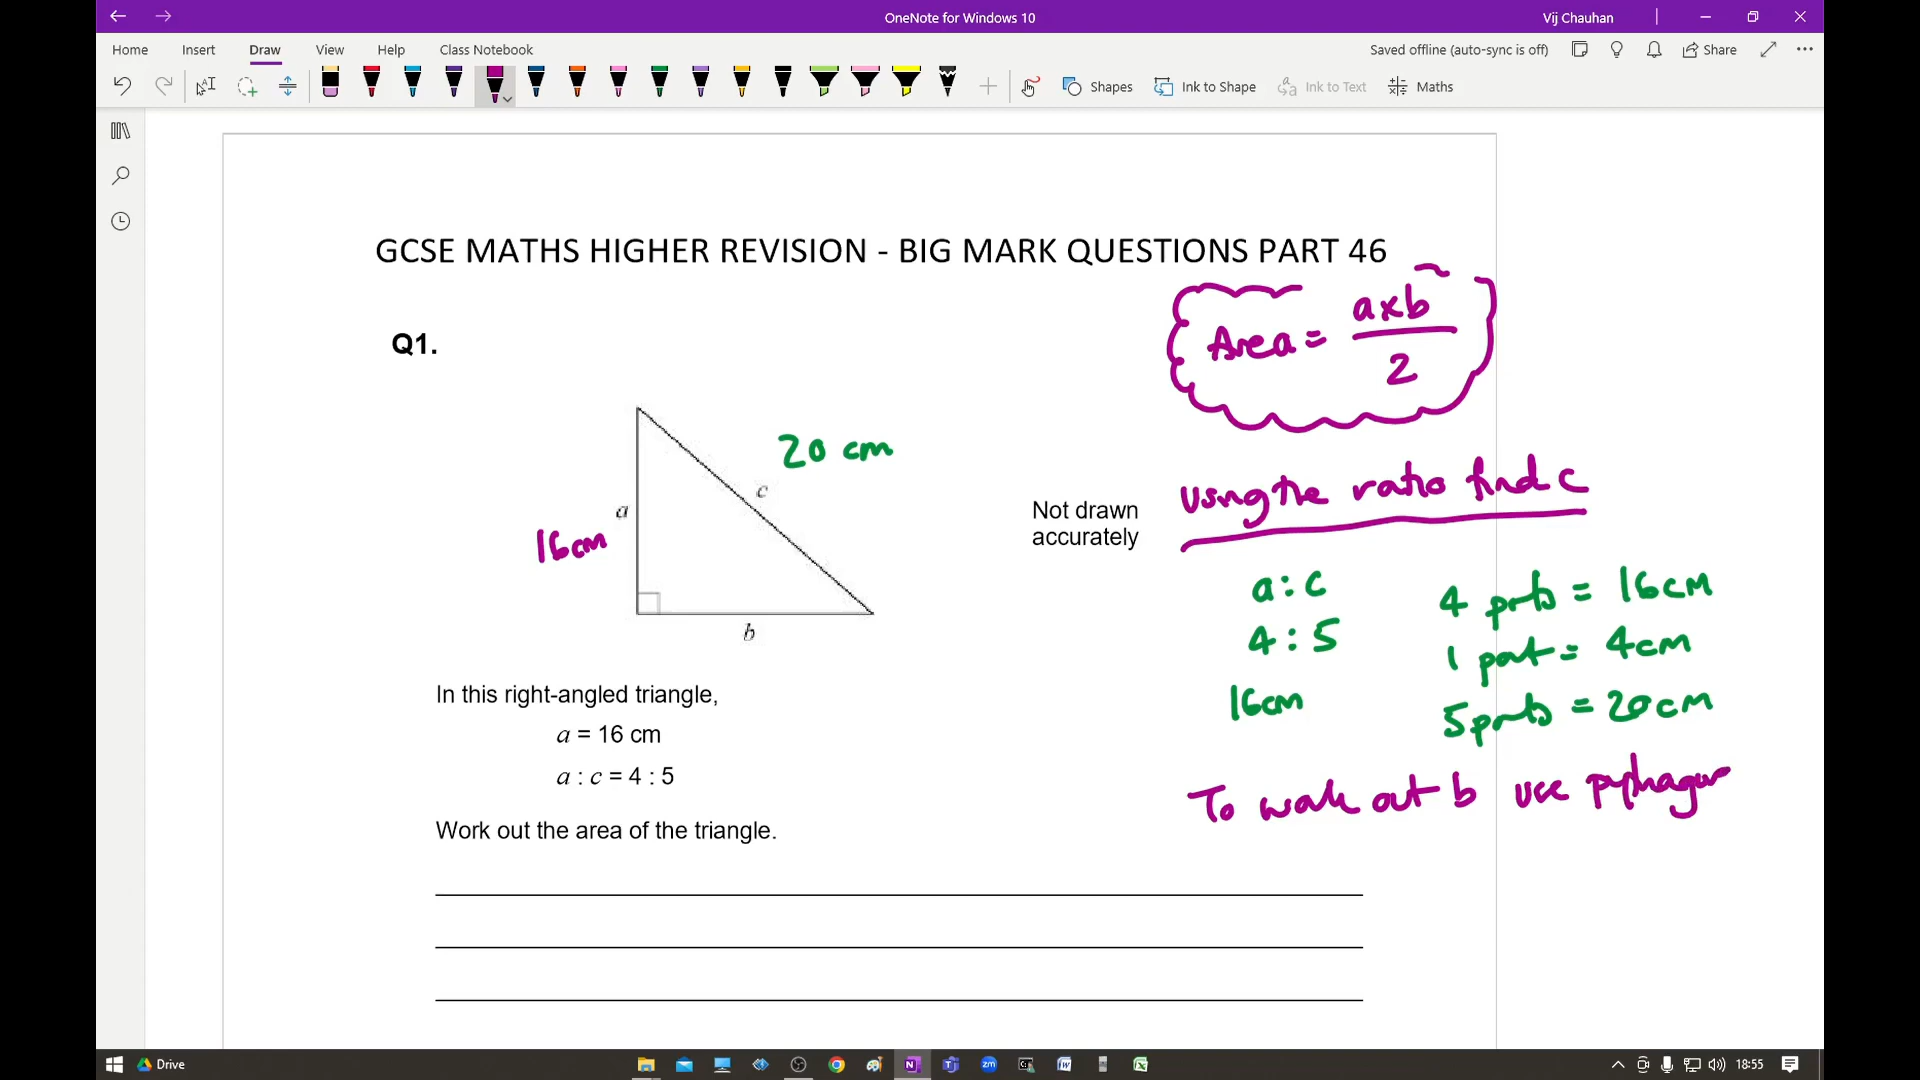 OneNote for Windows 10
Vij Chauhan
Home Insert Draw View Help Class Notebook
Saved offline (auto-sync is off) Share
Shapes Ink to Shape Ink to Text Maths
GCSE MATHS HIGHER REVISION - BIG MARK QUESTIONS PART 46
Area = axb
2
Q1.
20 cm
c
a
16cm
b
Not drawn
accurately
Using the ratio find c
a:c
4:5
16cm
4 parts = 16cm
1 part = 4cm
5 parts = 20cm
To work out b use
In this right-angled triangle,
a = 16 cm
a : c = 4 : 5
Work out the area of the triangle.
Drive
18:55